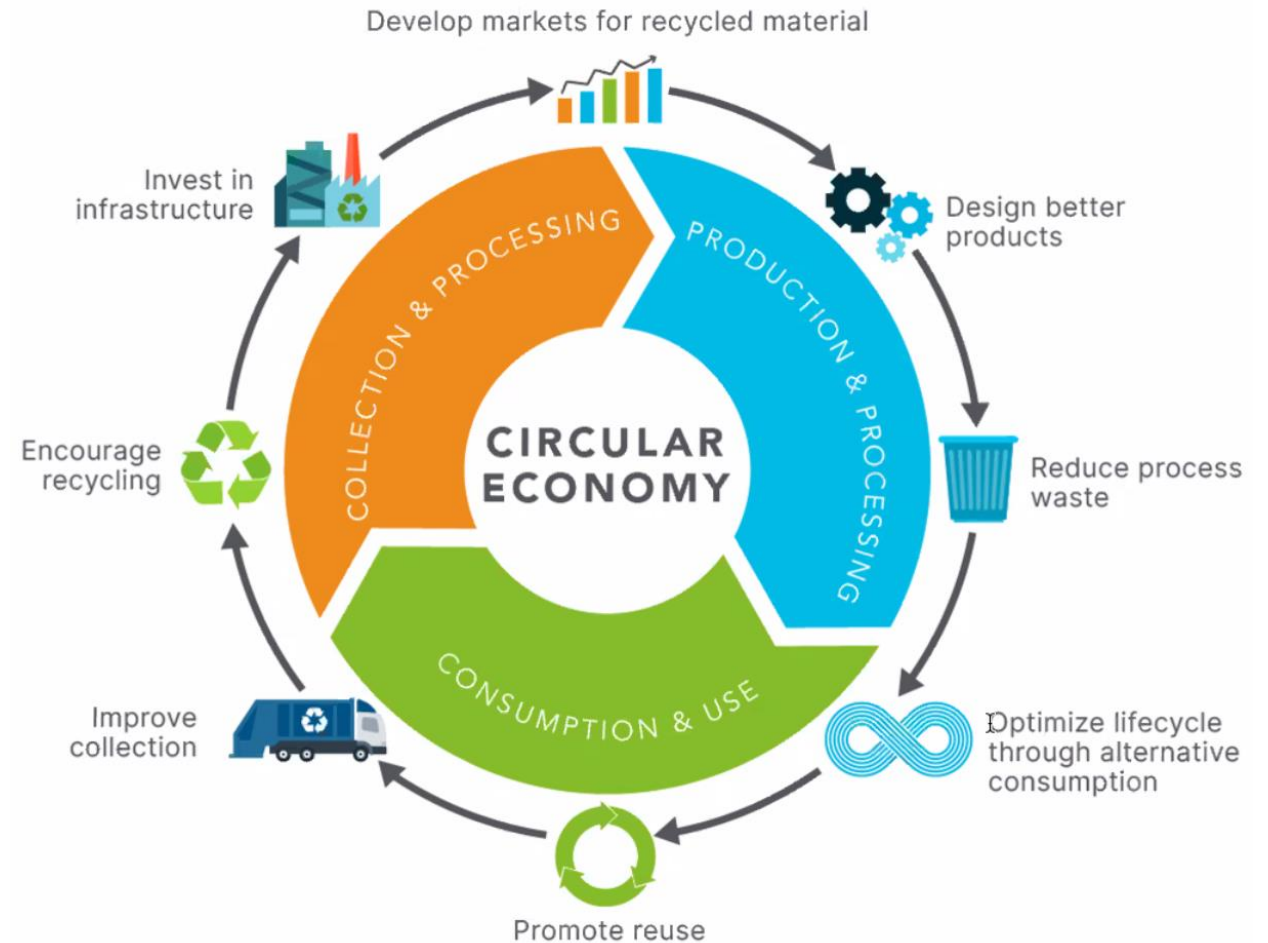 Develop markets for recycled material
Invest in
infrastructure
Design better
products
COLLECTION & PROCESSING
PRODUCTION & PROCESSING
CIRCULAR
ECONOMY
Encourage
recycling
Reduce process
waste
CONSUMPTION & USE
Improve
collection
Optimize lifecycle
through alternative
consumption
Promote reuse